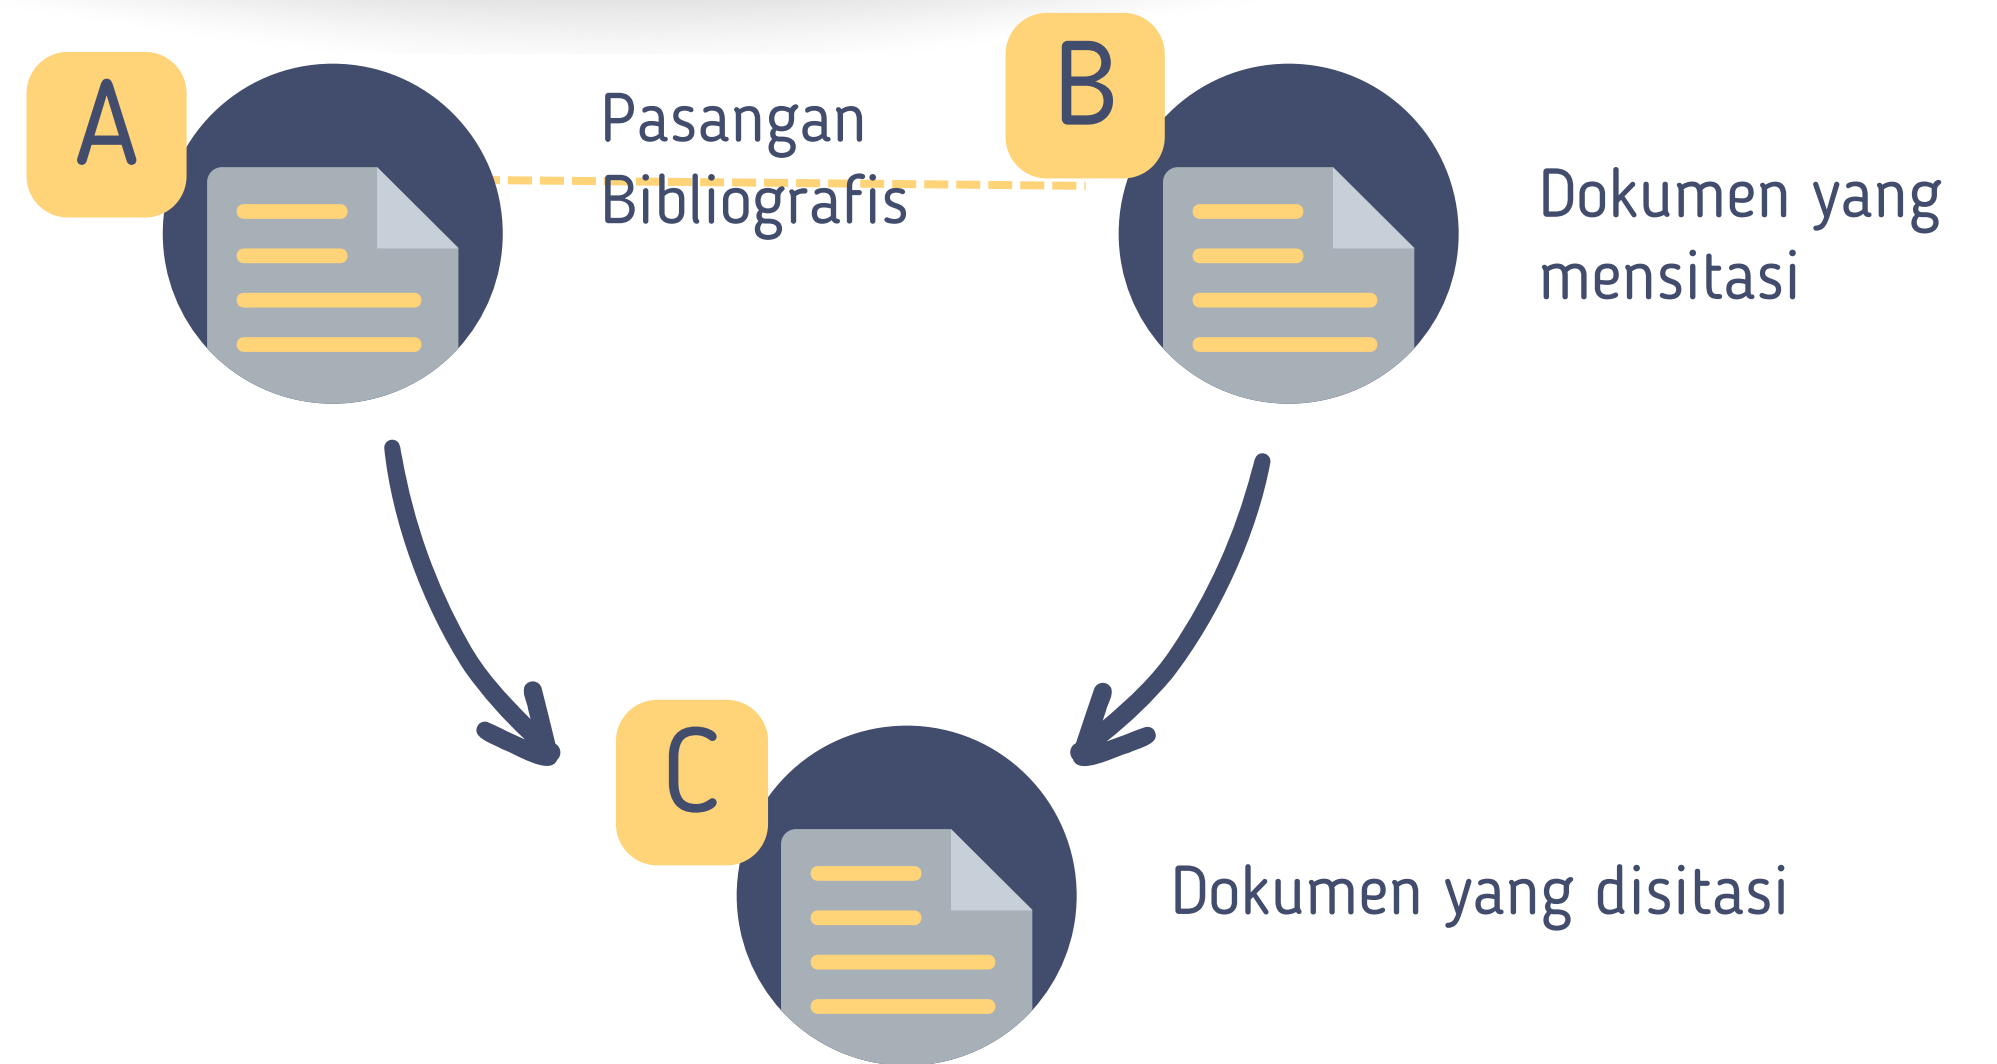 A
B
Pasangan
Bibliografis
Dokumen yang
mensitasi
C
Dokumen yang disitasi